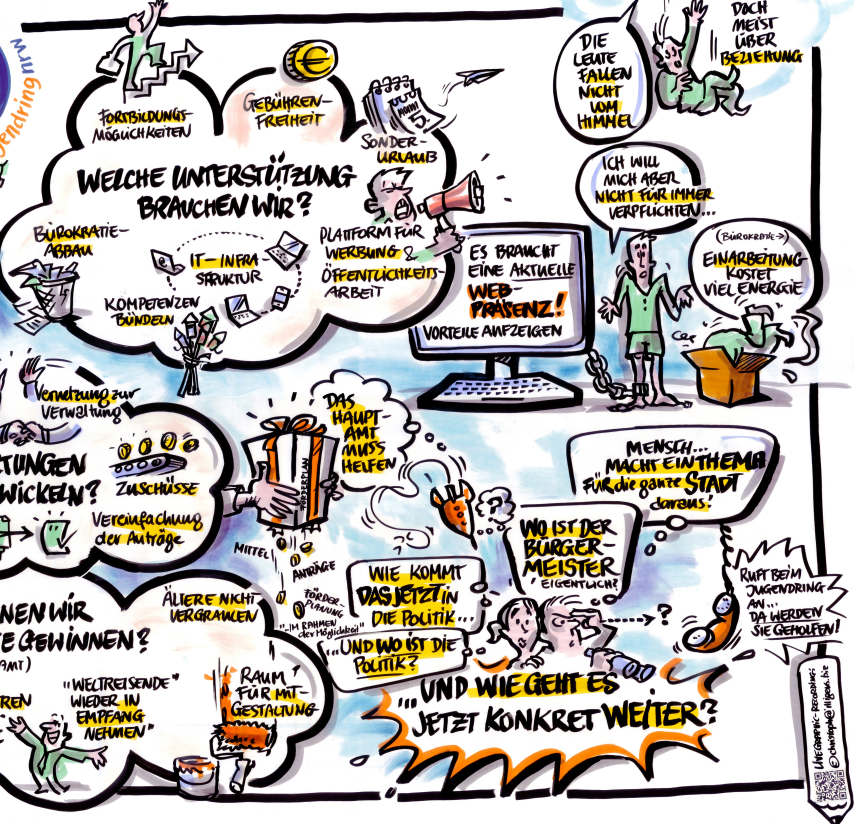 endring nrw
FORTBILDUNGS-
MÖGLICHKEITEN
GEBÜHREN-
FREIHEIT
SONDER-
URLAUB
WELCHE UNTERSTÜTZUNG
BRAUCHEN WIR?
BÜROKRATIE-
ABBAU
IT-INFRA
STRUKTUR
KOMPETENZEN
BÜNDELN
PLATTFORM FÜR
WERBUNG &
ÖFFENTLICHKEITS-
ARBEIT
ES BRAUCHT
EINE AKTUELLE
WEB-
PRÄSENZ!
VORTEILE AUFZEIGEN
DIE
LEUTE
FALLEN
NICHT
VOM
HIMMEL
DOCH
MEIST
ÜBER
BEZIEHUNG
ICH WILL
MICH ABER
NICHT FÜR IMMER
VERPFLICHTEN...
(BÜROKRATIE→)
EINARBEITUNG
KOSTET
VIEL ENERGIE
Vernetzung zur
Verwaltung
TUNGEN
WICKELN?
ZUSCHÜSSE
Vereinfachung
der Anträge
DAS
HAUPT-
AMT
MUSS
HELFEN
FÖRDERPLAN
MITTEL
ANTRÄGE
FÖRDER-
PLANUNG
"-IM RAHMEN
der Möglichkeit"
MENSCH...
MACHT EIN THEMA
FÜR die ganze STADT
daraus!
WO IST DER
BÜRGER-
MEISTER
EIGENTLICH?
WIE KOMMT
DAS JETZT IN
DIE POLITIK...
...UND WO IST DIE
POLITIK?
?
RUFT BEIM
JUGENDRING
AN...
DA WERDEN
SIE GEHOLFEN!
NEN WIR
E GEWINNEN?
AMT)
ÄLTERE NICHT
VERGRAULEN
REN
"WELTREISENDE"
WIEDER IN
EMPFANG
NEHMEN"
RAUM
FÜR MIT-
GESTALTUNG
...UND WIE GEHT ES
JETZT KONKRET WEITER?
LIVE GRAPHIC-RECORDING:
©christoph@illigen.biz